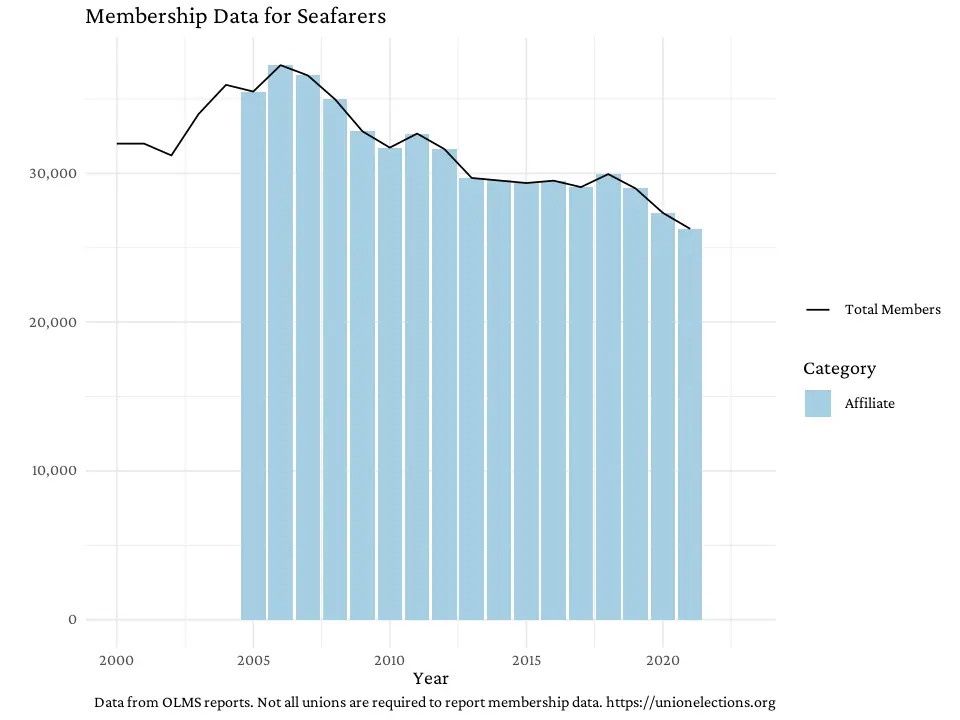 Membership Data for Seafarers
30,000
20,000
10,000
0
2000 2005 2010 2015 2020
Year
Total Members
Category
Affiliate
Data from OLMS reports. Not all unions are required to report membership data. https://unionelections.org